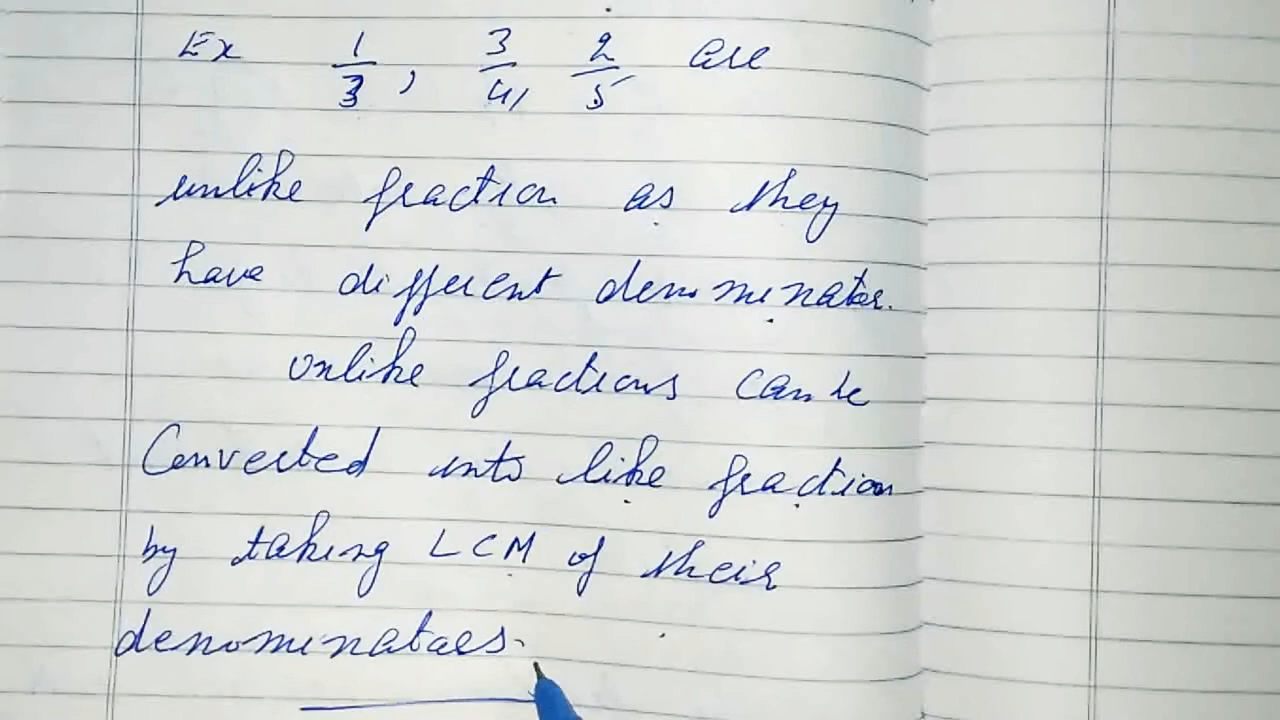 Ex 1/3, 3/4, 2/5 are
unlike fraction as they
have different denominator.
unlike fractions can be
Converted into like fraction
by taking LCM of their
denominators.